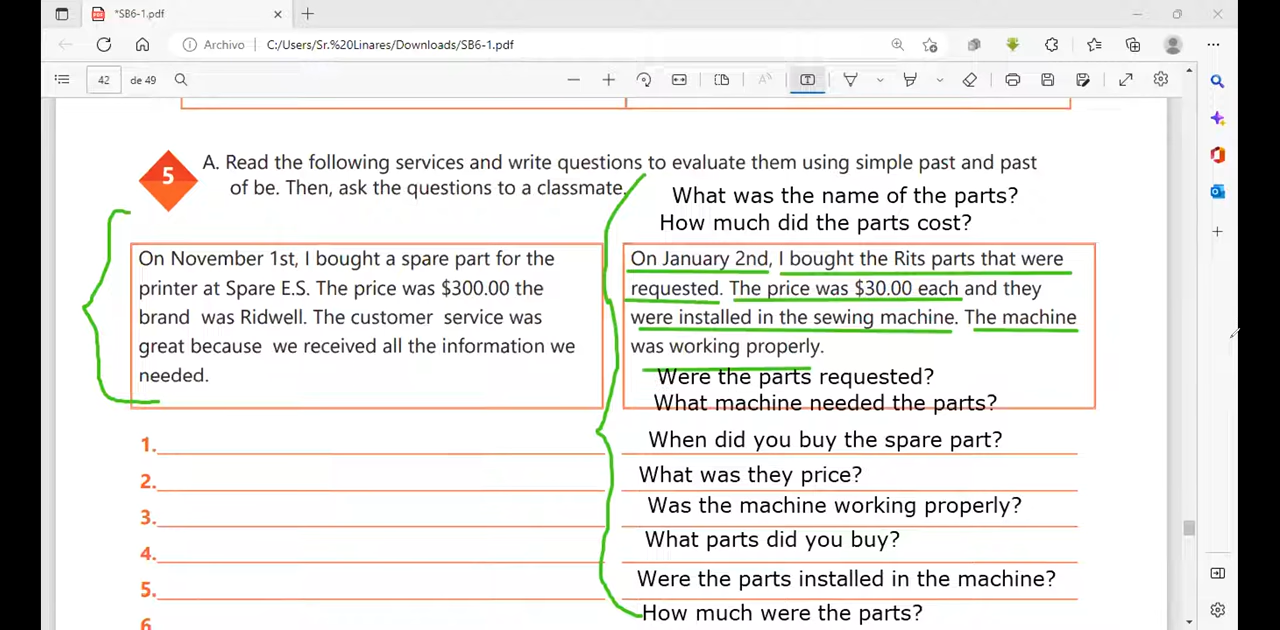 *SB6-1.pdf
Archivo
C:/Users/Sr.%20Linares/Downloads/SB6-1.pdf
42
de 49
5
A. Read the following services and write questions to evaluate them using simple past and past
of be. Then, ask the questions to a classmate.
What was the name of the parts?
How much did the parts cost?
On November 1st, I bought a spare part for the
printer at Spare E.S. The price was $300.00 the
brand was Ridwell. The customer service was
great because we received all the information we
needed.
On January 2nd, I bought the Rits parts that were
requested. The price was $30.00 each and they
were installed in the sewing machine. The machine
was working properly.
Were the parts requested?
What machine needed the parts?
1.
When did you buy the spare part?
2.
What was they price?
3.
Was the machine working properly?
4.
What parts did you buy?
5.
Were the parts installed in the machine?
6.
How much were the parts?